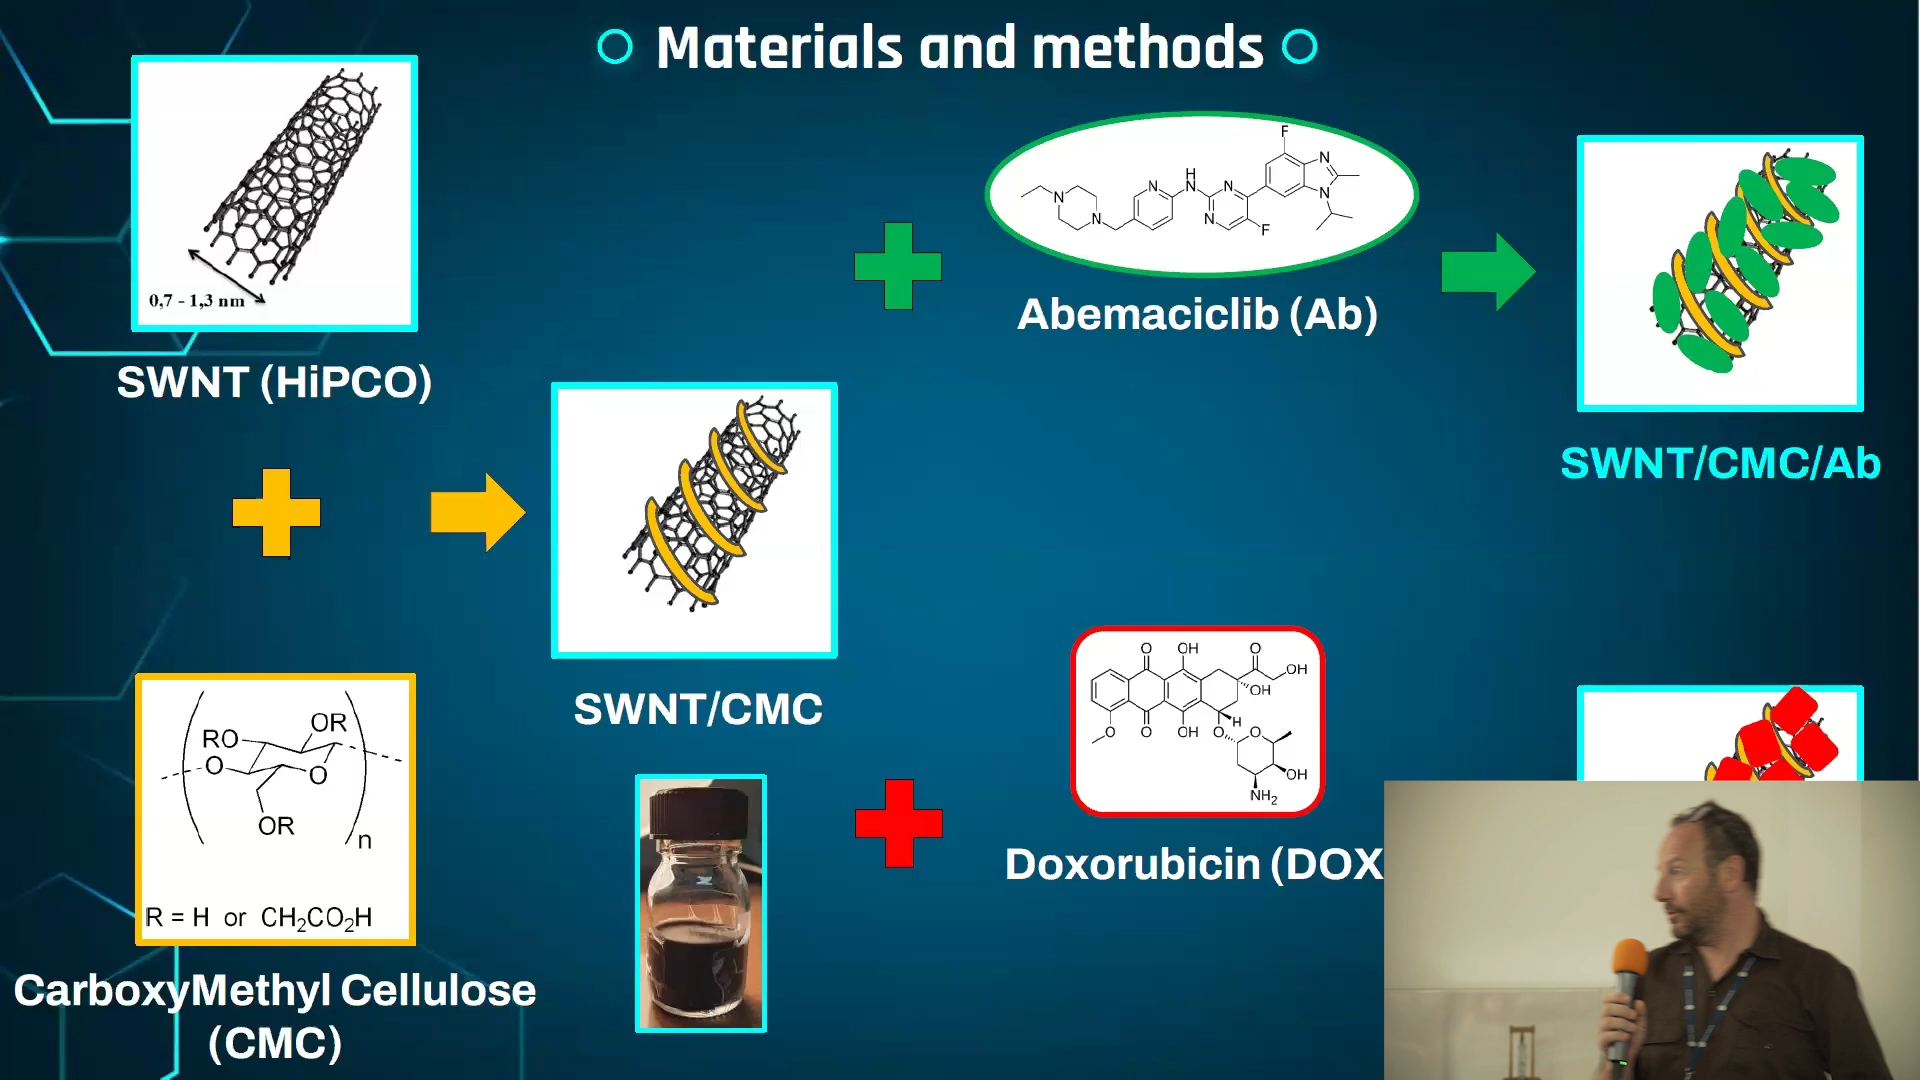 Materials and methods
0,7 - 1,3 nm
SWNT (HiPCO)
RO
OR
O
O
OR
n
R = H or CH₂CO₂H
CarboxyMethyl Cellulose
(CMC)
SWNT/CMC
F
N
N
N
N
N
H
N
N
N
F
Abemaciclib (Ab)
SWNT/CMC/Ab
O
OH
O
OH
OH
O
O
OH
O
H
O
OH
NH₂
Doxorubicin (DOX